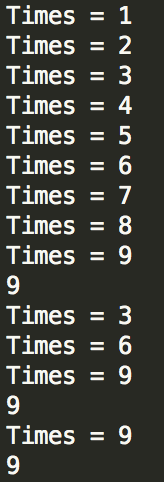 Times = 1
Times = 2
Times = 3
Times = 4
Times = 5
Times = 6
Times = 7
Times = 8
Times = 9
9
Times = 3
Times = 6
Times = 9
9
Times = 9
9